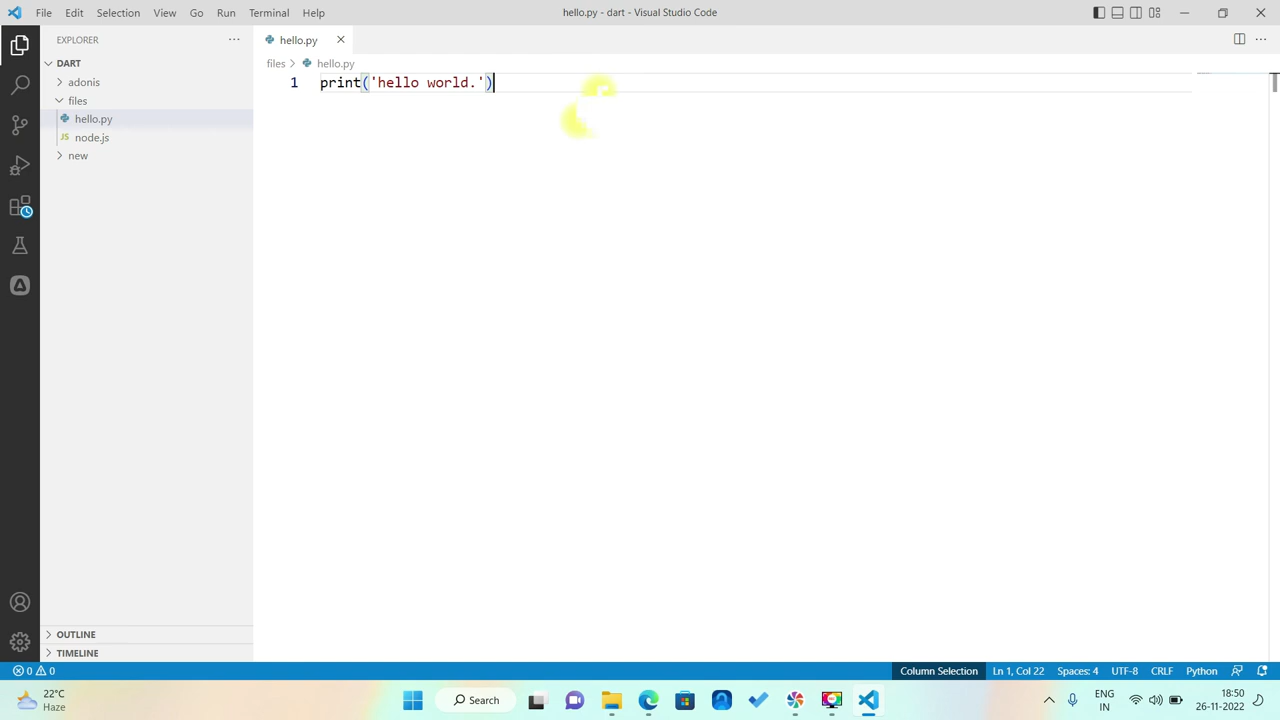 File Edit Selection View Go Run Terminal Help
hello.py - dart - Visual Studio Code
EXPLORER
hello.py
DART
files hello.py
adonis
1 print('hello world.')
files
hello.py
JS node.js
new
OUTLINE
TIMELINE
0 0
Column Selection Ln 1, Col 22 Spaces: 4 UTF-8 CRLF Python
22°C
Haze
Search
ENG
IN
18:50
26-11-2022